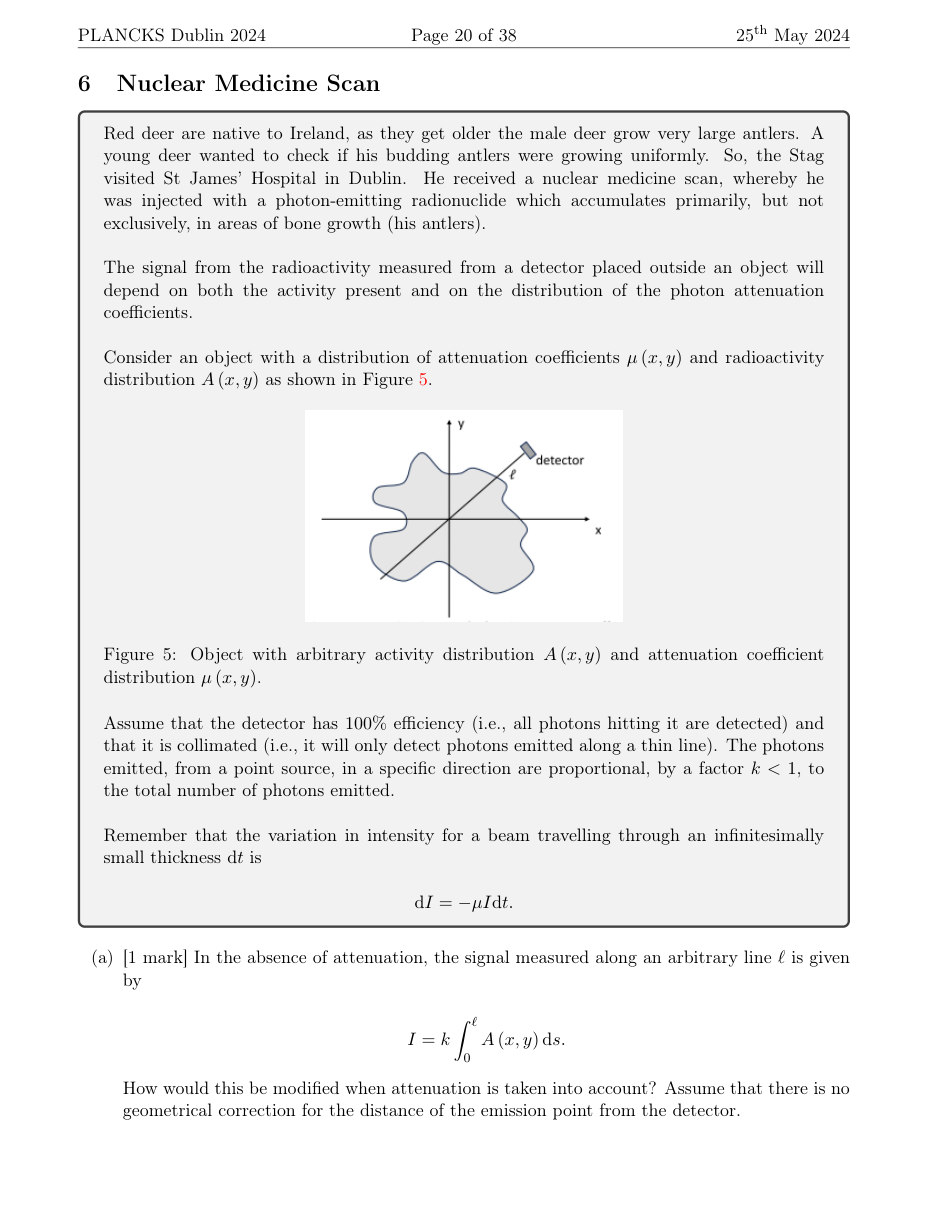 PLANCKS Dublin 2024 Page 20 of 38 25th May 2024
6 Nuclear Medicine Scan
Red deer are native to Ireland, as they get older the male deer grow very large antlers. A
young deer wanted to check if his budding antlers were growing uniformly. So, the Stag
visited St James' Hospital in Dublin. He received a nuclear medicine scan, whereby he
was injected with a photon-emitting radionuclide which accumulates primarily, but not
exclusively, in areas of bone growth (his antlers).
The signal from the radioactivity measured from a detector placed outside an object will
depend on both the activity present and on the distribution of the photon attenuation
coefficients.
Consider an object with a distribution of attenuation coefficients μ (x, y) and radioactivity
distribution A (x, y) as shown in Figure 5.
y
detector
ℓ
x
Figure 5: Object with arbitrary activity distribution A (x, y) and attenuation coefficient
distribution μ (x, y).
Assume that the detector has 100% efficiency (i.e., all photons hitting it are detected) and
that it is collimated (i.e., it will only detect photons emitted along a thin line). The photons
emitted, from a point source, in a specific direction are proportional, by a factor k < 1, to
the total number of photons emitted.
Remember that the variation in intensity for a beam travelling through an infinitesimally
small thickness dt is
dI = −μIdt.
(a) [1 mark] In the absence of attenuation, the signal measured along an arbitrary line ℓ is given
by
I = k ∫₀^ℓ A (x, y) ds.
How would this be modified when attenuation is taken into account? Assume that there is no
geometrical correction for the distance of the emission point from the detector.